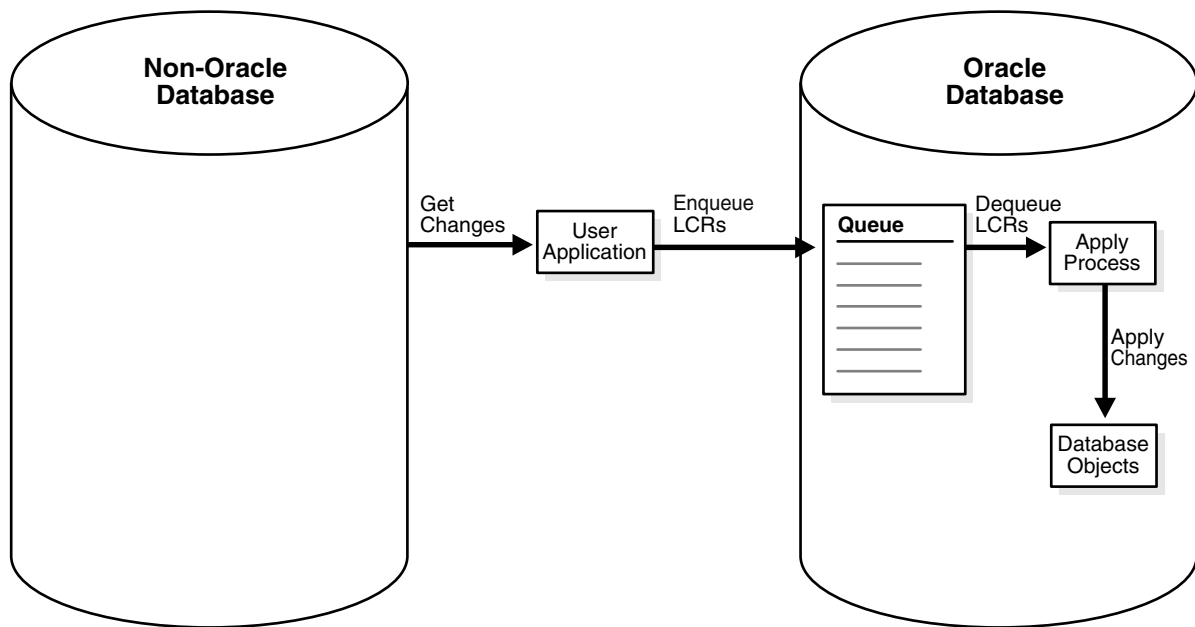 Non-Oracle
Database
Oracle
Database
Get
Changes
User
Application
Enqueue
LCRs
Queue
Dequeue
LCRs
Apply
Process
Apply
Changes
Database
Objects